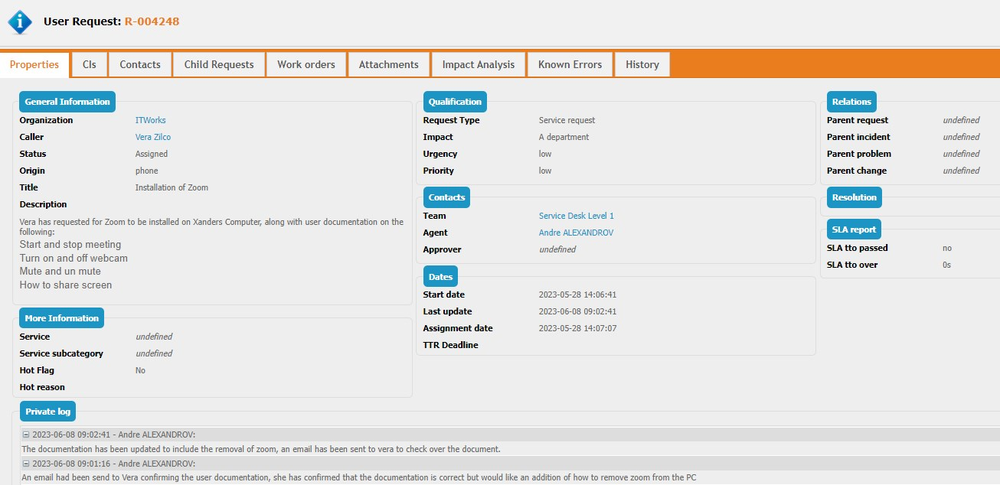 User Request: R-004248
Properties CIs Contacts Child Requests Work orders Attachments Impact Analysis Known Errors History
General Information
Organization ITWorks
Caller Vera Zilco
Status Assigned
Origin phone
Title Installation of Zoom
Description
Vera has requested for Zoom to be installed on Xanders Computer, along with user documentation on the
following:
Start and stop meeting
Turn on and off webcam
Mute and un mute
How to share screen
More Information
Service undefined
Service subcategory undefined
Hot Flag No
Hot reason
Qualification
Request Type Service request
Impact A department
Urgency low
Priority low
Contacts
Team Service Desk Level 1
Agent Andre ALEXANDROV
Approver undefined
Dates
Start date 2023-05-28 14:06:41
Last update 2023-06-08 09:02:41
Assignment date 2023-05-28 14:07:07
TTR Deadline
Relations
Parent request undefined
Parent incident undefined
Parent problem undefined
Parent change undefined
Resolution
SLA report
SLA tto passed no
SLA tto over 0s
Private log
2023-06-08 09:02:41 - Andre ALEXANDROV:
The documentation has been updated to include the removal of zoom, an email has been sent to vera to check over the document.
2023-06-08 09:01:16 - Andre ALEXANDROV:
An email had been send to Vera confirming the user documentation, she has confirmed that the documentation is correct but would like an addition of how to remove zoom from the PC